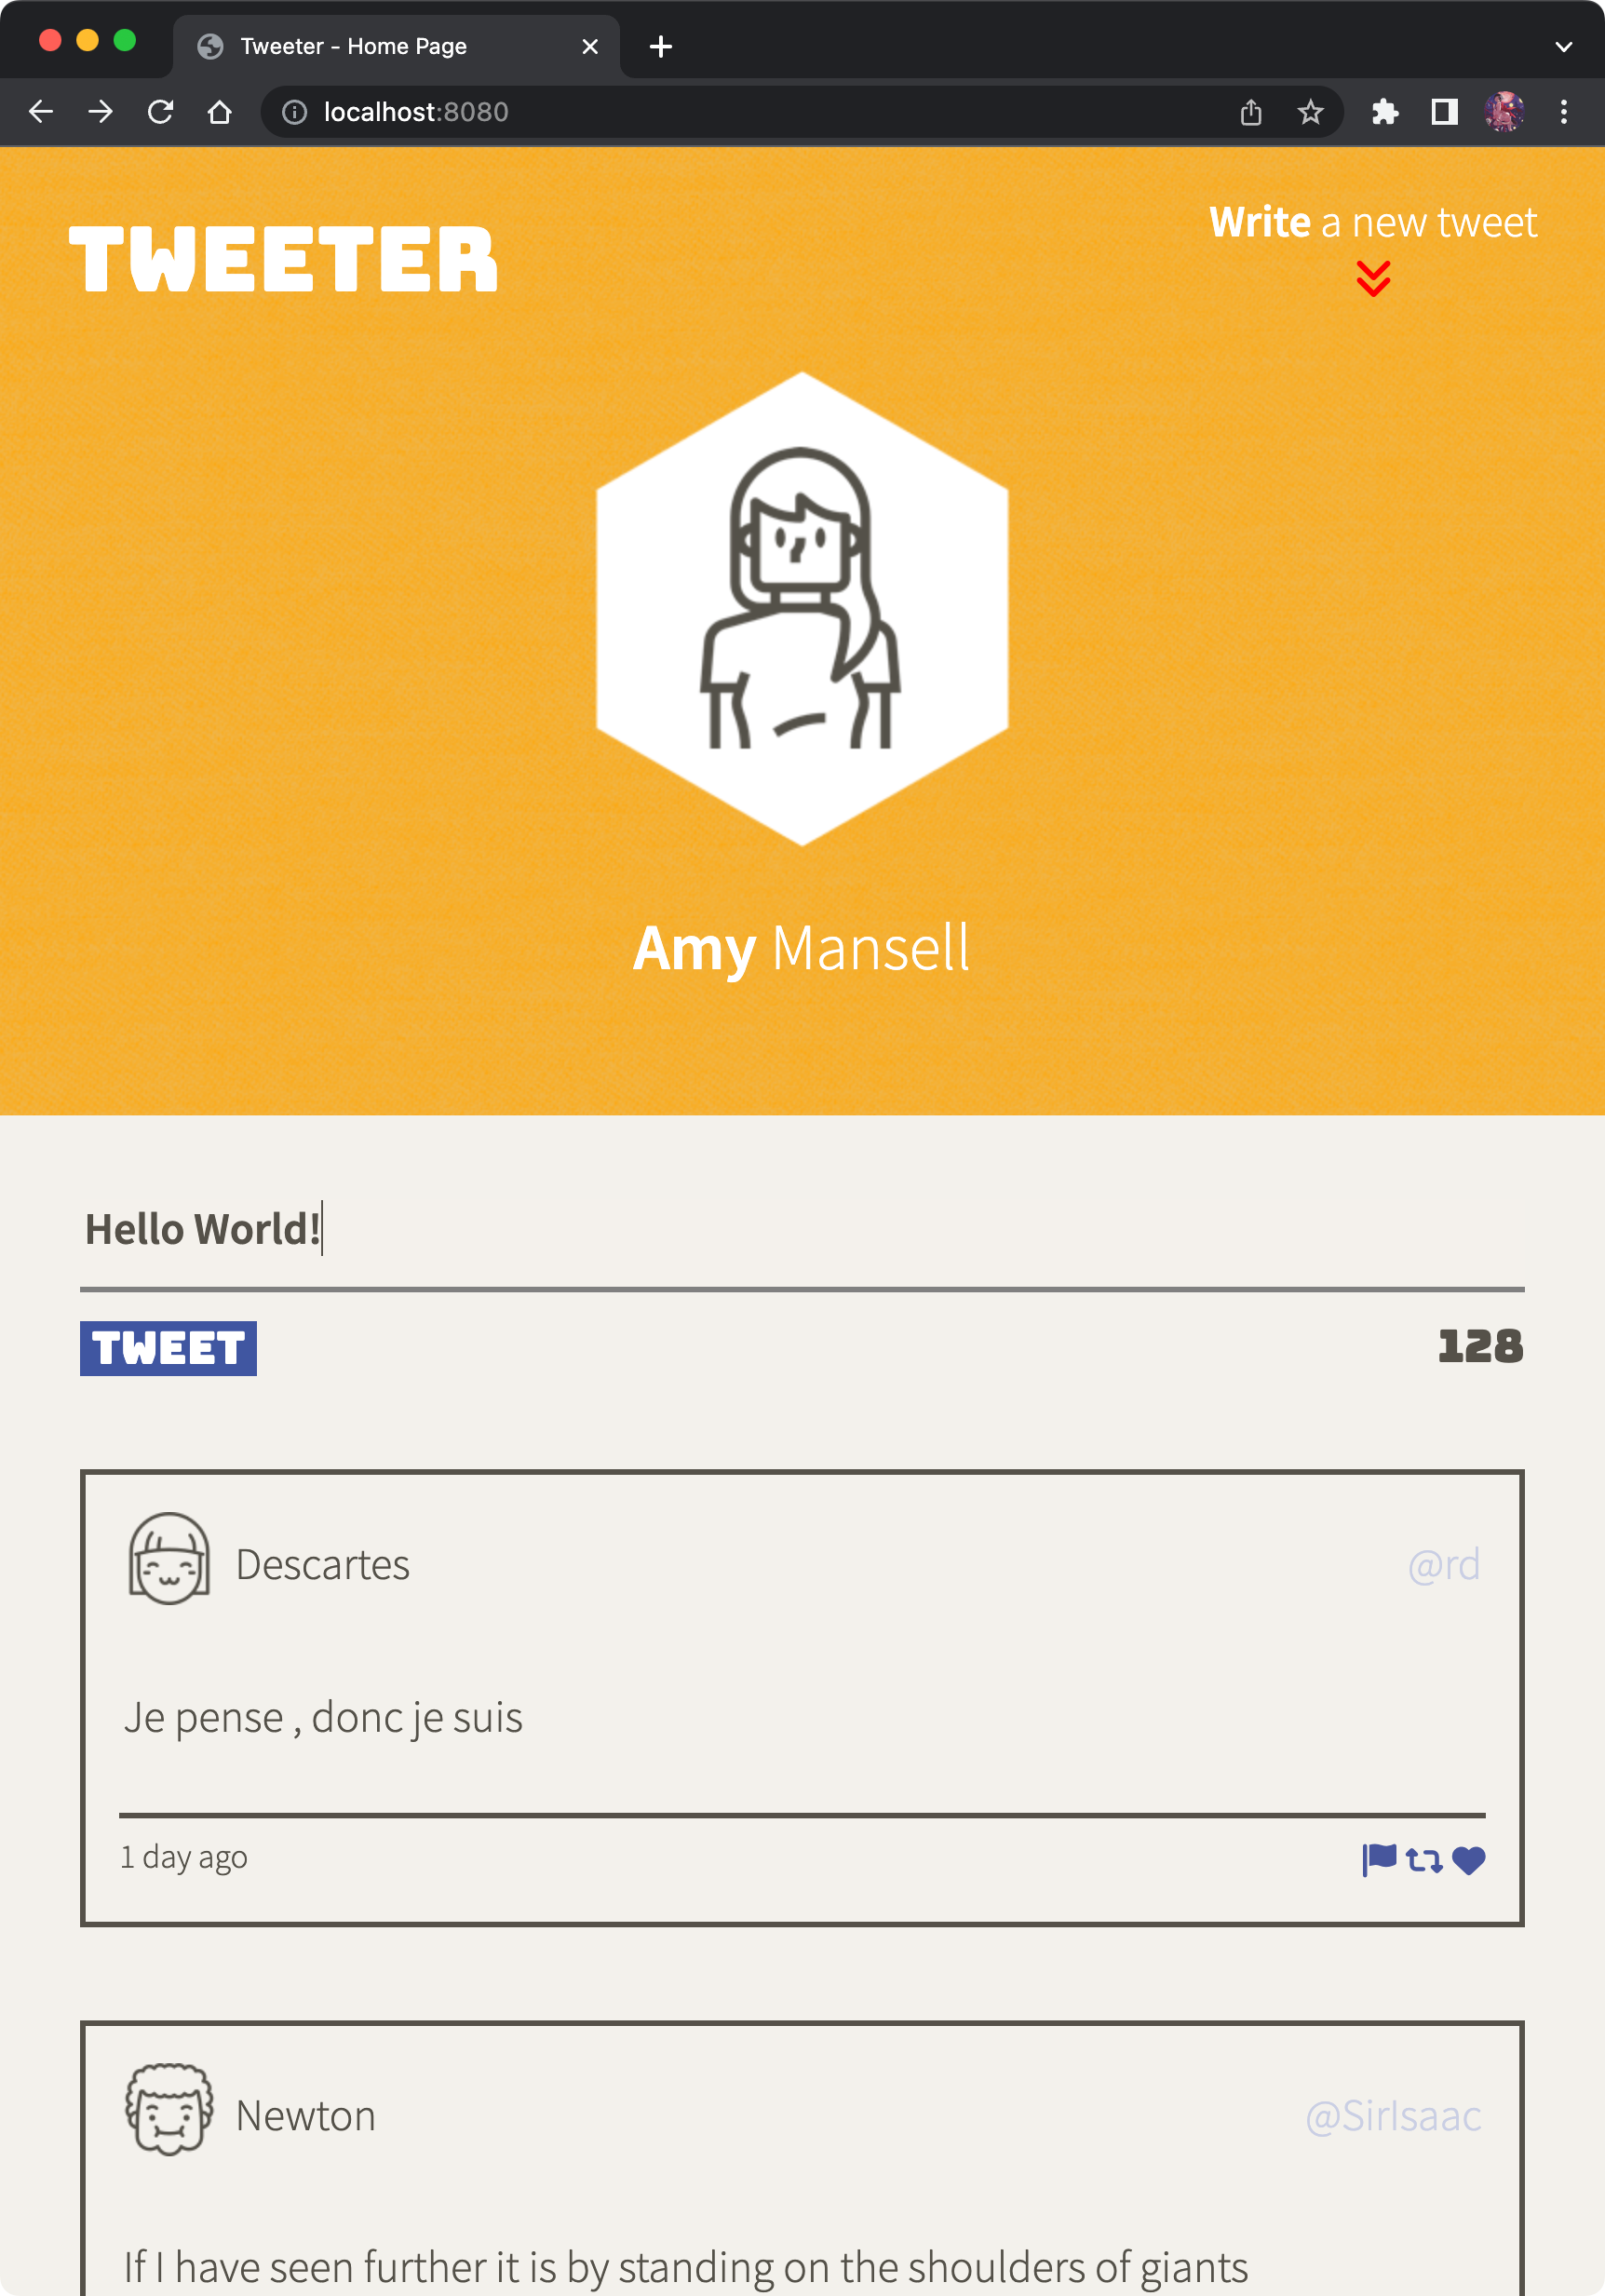 Tweeter - Home Page
localhost:8080
TWEETER
Write a new tweet
Amy Mansell
Hello World!
TWEET
128
Descartes
@rd
Je pense , donc je suis
1 day ago
Newton
@SirIsaac
If I have seen further it is by standing on the shoulders of giants